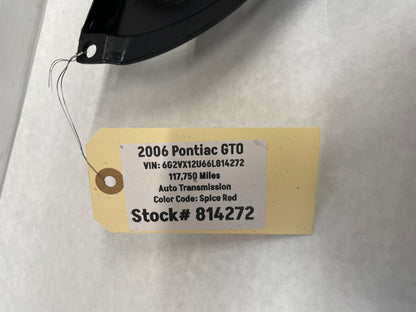 2006 Pontiac GTO
VIN: 6G2VX12U66L814272
117,750 Miles
Auto Transmission
Color Code: Spice Red
Stock# 814272